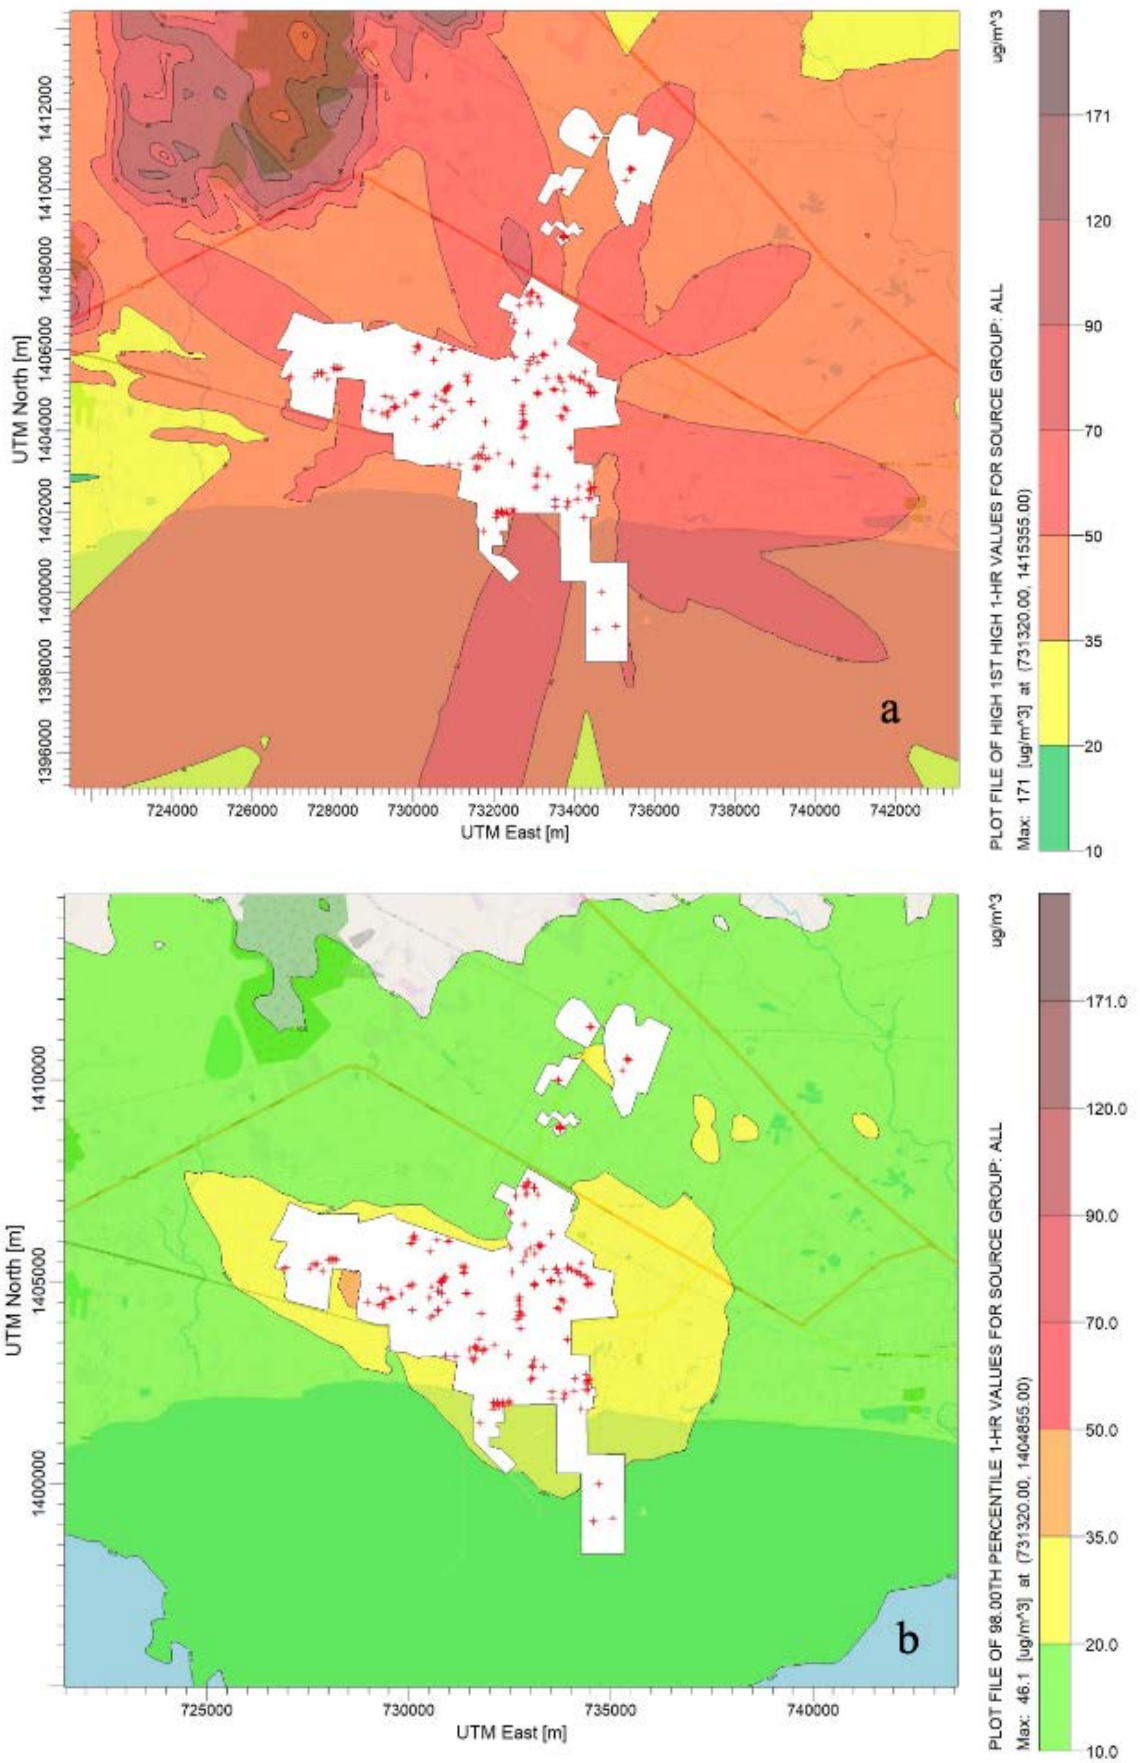 ug/m^3
PLOT FILE OF HIGH 1ST HIGH 1-HR VALUES FOR SOURCE GROUP: ALL
Max: 171 [ug/m^3] at (731320.00, 1415355.00)
171
120
90
70
50
35
20
10
UTM North [m]
1412000
1410000
1408000
1406000
1404000
1402000
1400000
1398000
1396000
a
724000 726000 728000 730000 732000 734000 736000 738000 740000 742000
UTM East [m]
ug/m^3
PLOT FILE OF 98.00TH PERCENTILE 1-HR VALUES FOR SOURCE GROUP: ALL
Max: 46.1 [ug/m^3] at (731320.00, 1404855.00)
171.0
120.0
90.0
70.0
50.0
35.0
20.0
10.0
UTM North [m]
1410000
1405000
1400000
b
725000 730000 735000 740000
UTM East [m]